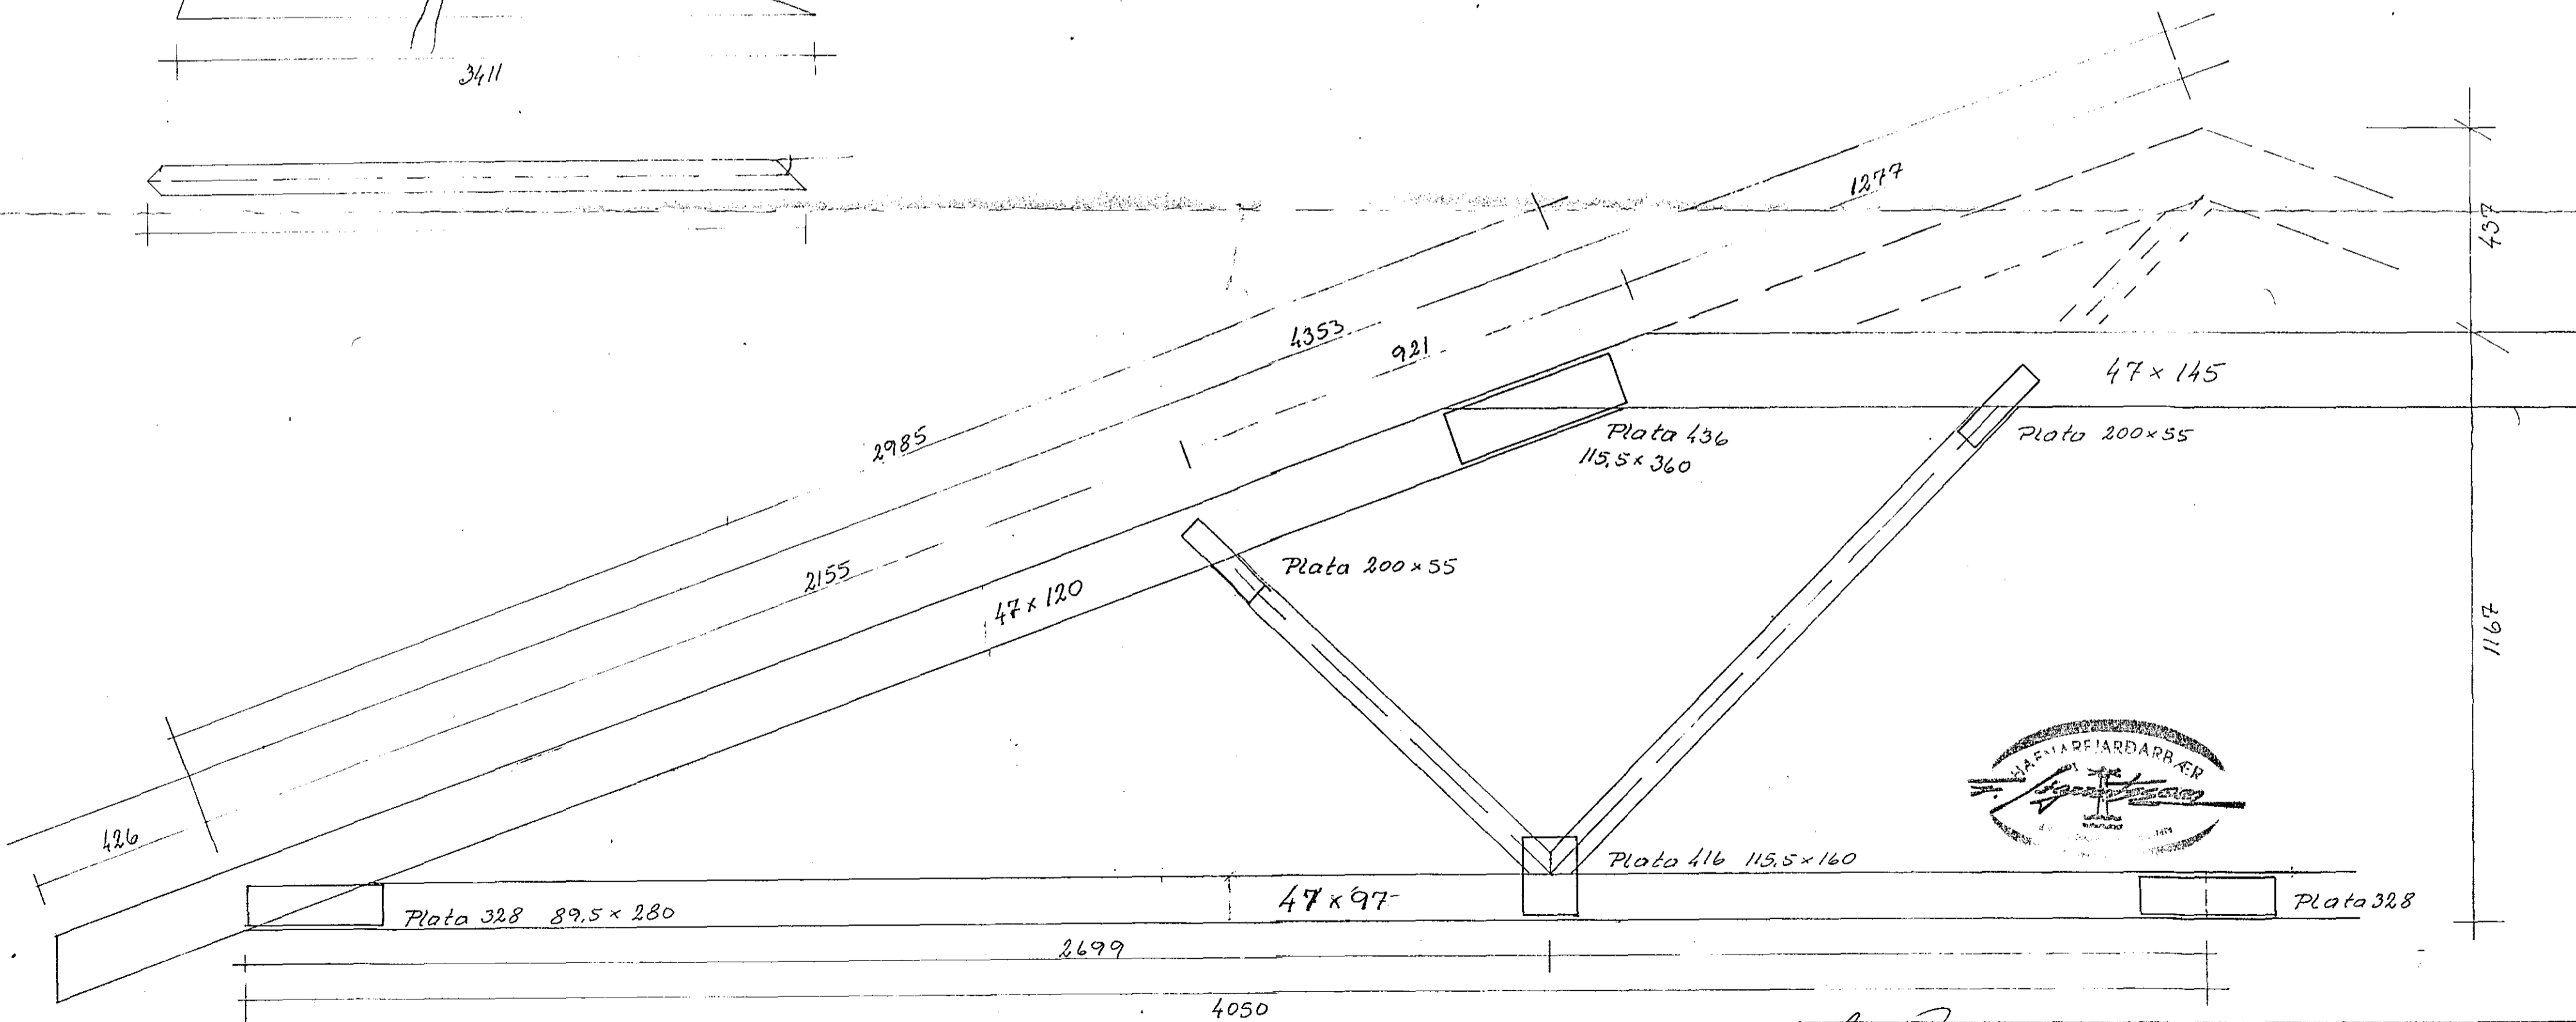 3411
1277
437
4353
921
2985
47 × 145
Plata 436
115,5 × 360
Plata 200 × 55
Plata 200 × 55
2155
47 × 120
1167
HAFNARFJARÐARBÆR
426
Plata 416 115,5 × 160
47 × 97
Plata 328 89,5 × 280
Plata 328
2699
4050